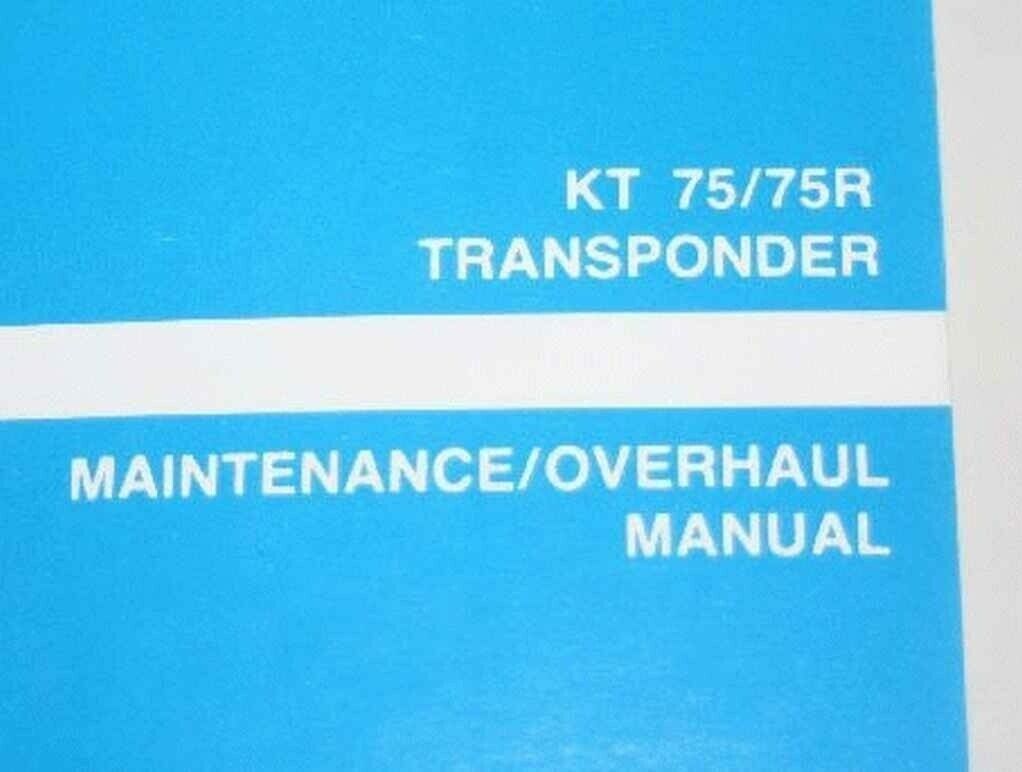 KT 75/75R
TRANSPONDER
MAINTENANCE/OVERHAUL
MANUAL